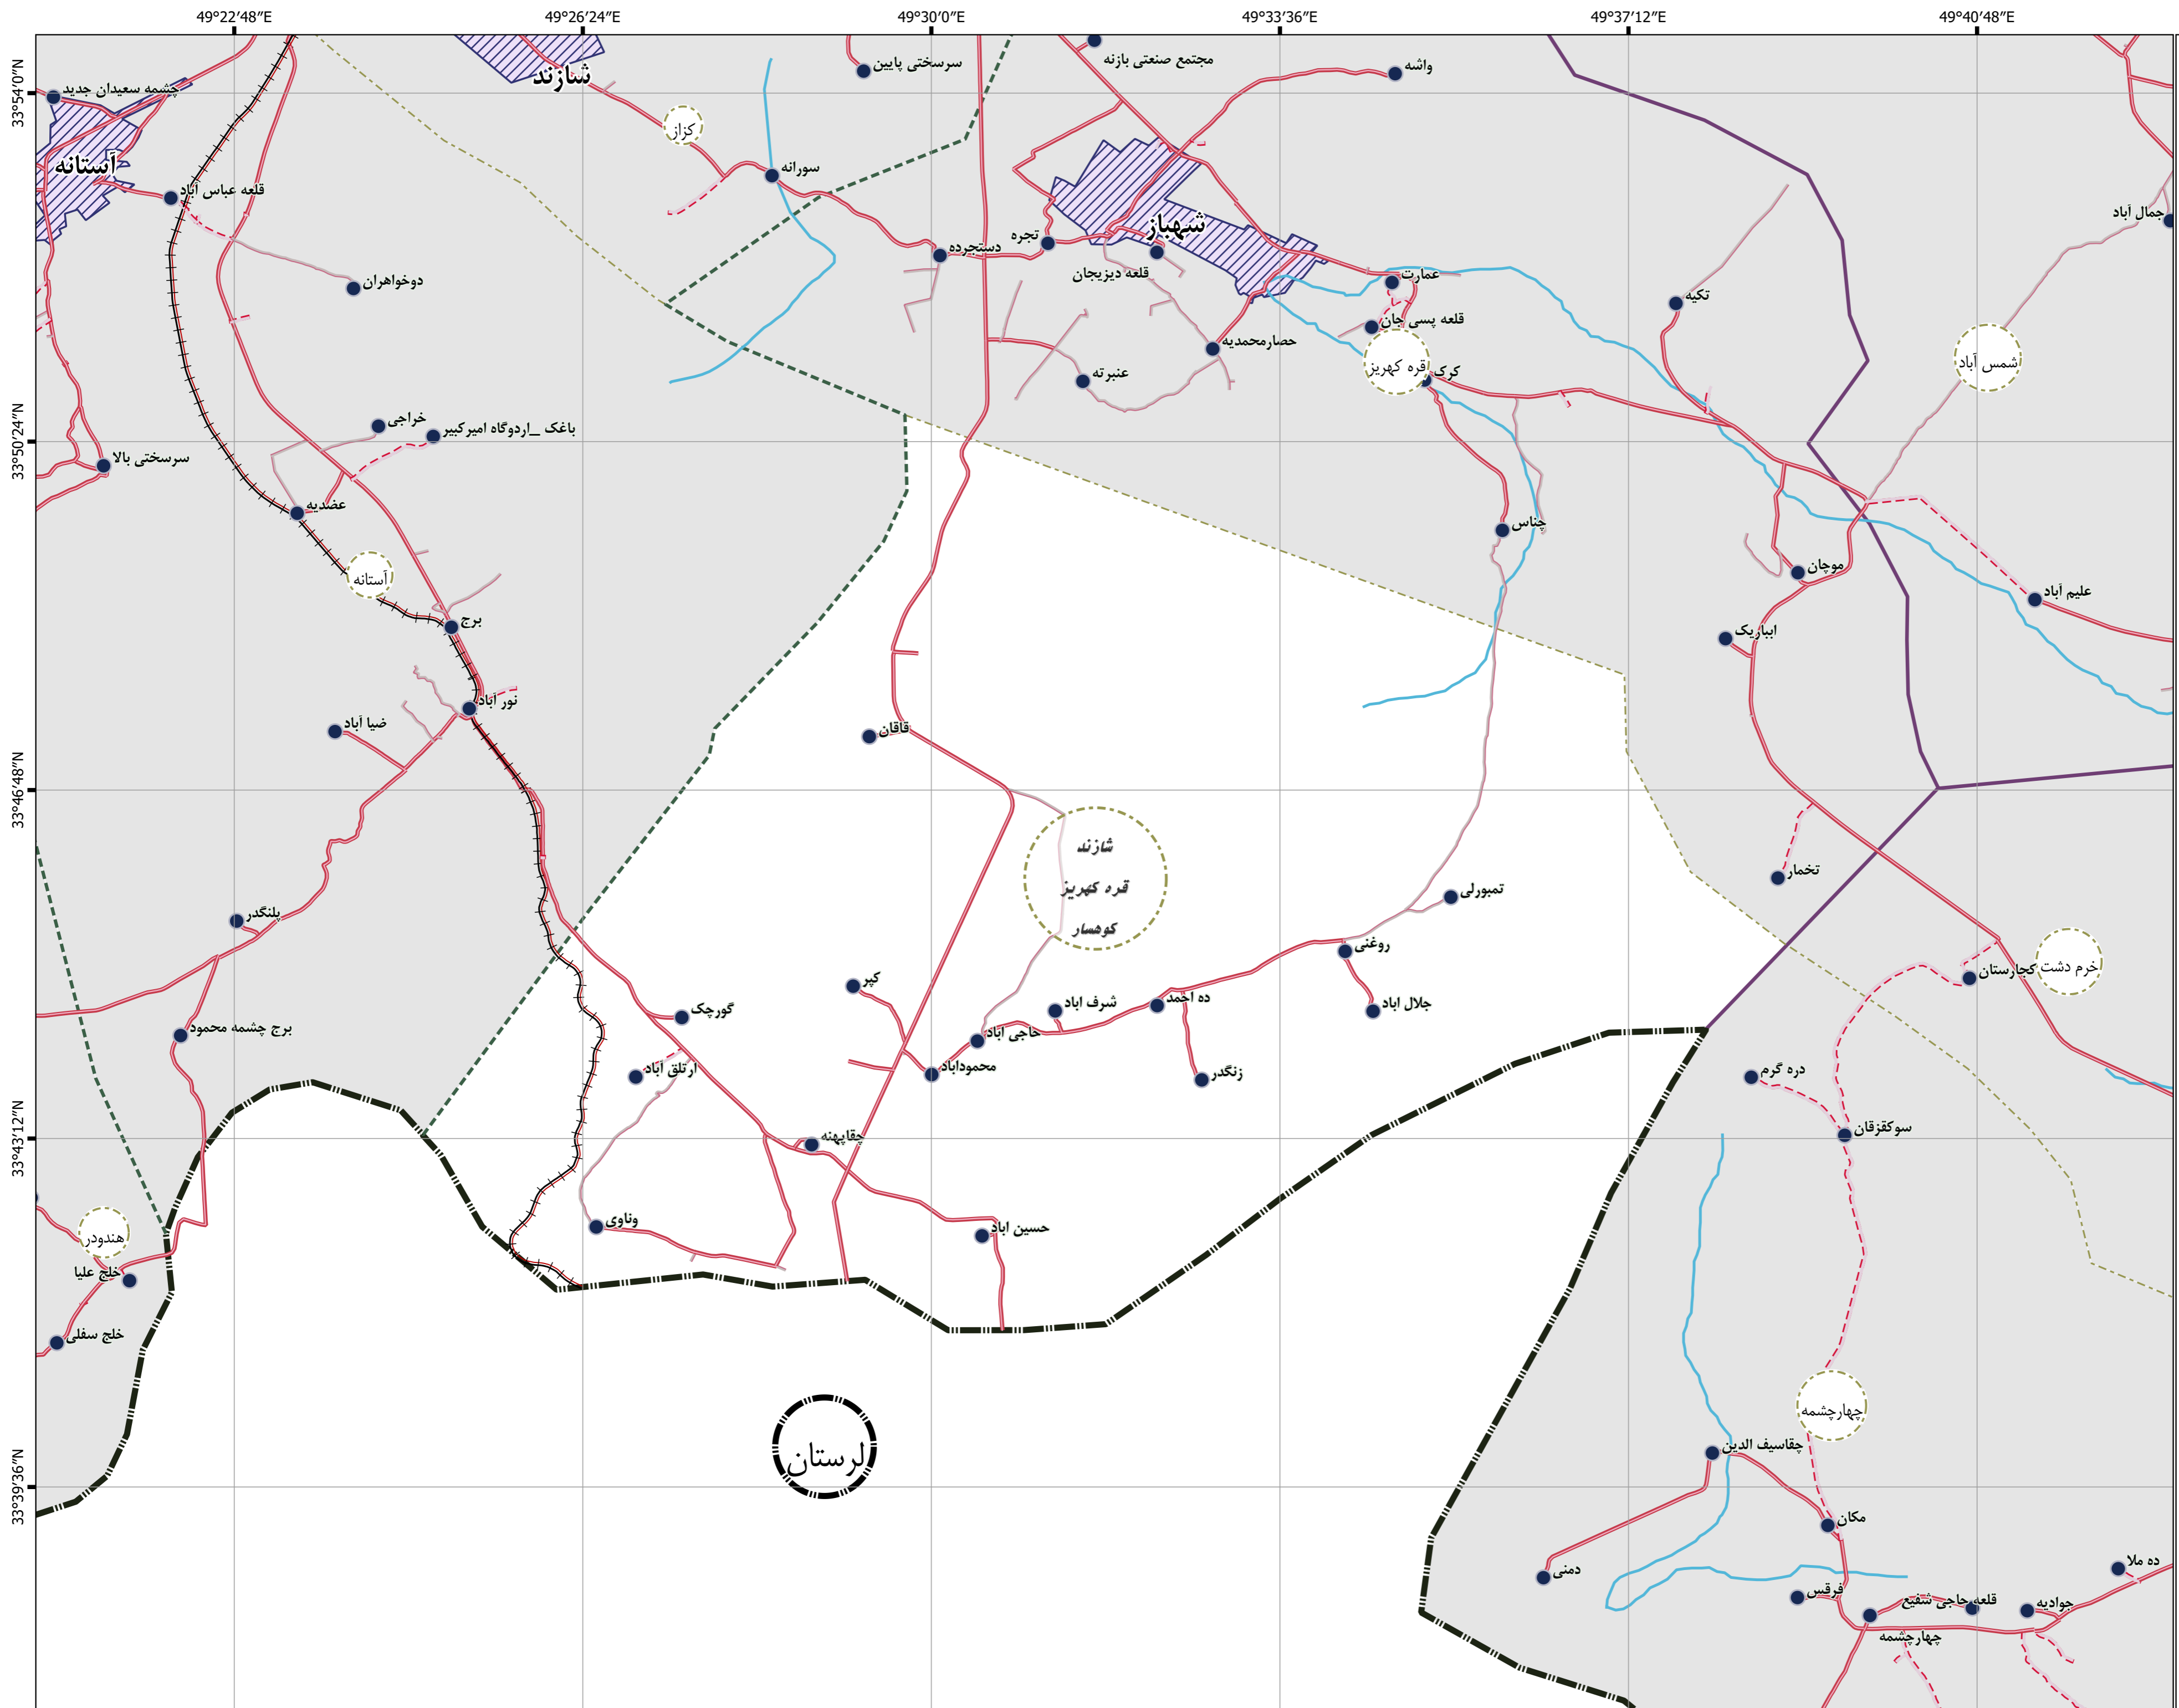 49°22'48"E 49°26'24"E 49°30'0"E 49°33'36"E 49°37'12"E 49°40'48"E
33°54'0"N
33°50'24"N
33°46'48"N
33°43'12"N
33°39'36"N
مجتمع صنعتی بازنه
سرسختی پایین
واشه
شازند
چشمه سعیدان جدید
کزاز
آستانه
سورانه
قلعه عباس آباد
جمال آباد
شهباز
تجره
دستجرده
قلعه دیزیجان
عمارت
دوخواهران
تکیه
قلعه پسی جان
حصارمحمدیه
شمس آباد
قره کهریز
کرک
عنبرته
خراجی
باغک _اردوگاه امیرکبیر
سرسختی بالا
عضدیه
چناس
موچان
آستانه
علیم آباد
برج
ایباریک
نور آباد
ضیا آباد
قاقان
شازند
قره کهریز
کوهسار
تخمار
تمبورلی
پلنگدر
روغنی
خرم دشت
کجارستان
کپر
ده احمد
شرف اباد
جلال اباد
گورچک
برج چشمه محمود
حاجی آباد
محموداباد
ارتلق آباد
زنگدر
دره گرم
سوکقزقان
چقاپهنه
وناوی
حسین اباد
هندودر
خلج علیا
خلج سفلی
چهارچشمه
لرستان
چقاسیف الدین
مکان
ده ملا
دمنی
فرقس
قلعه حاجی شفیع
جوادیه
چهارچشمه